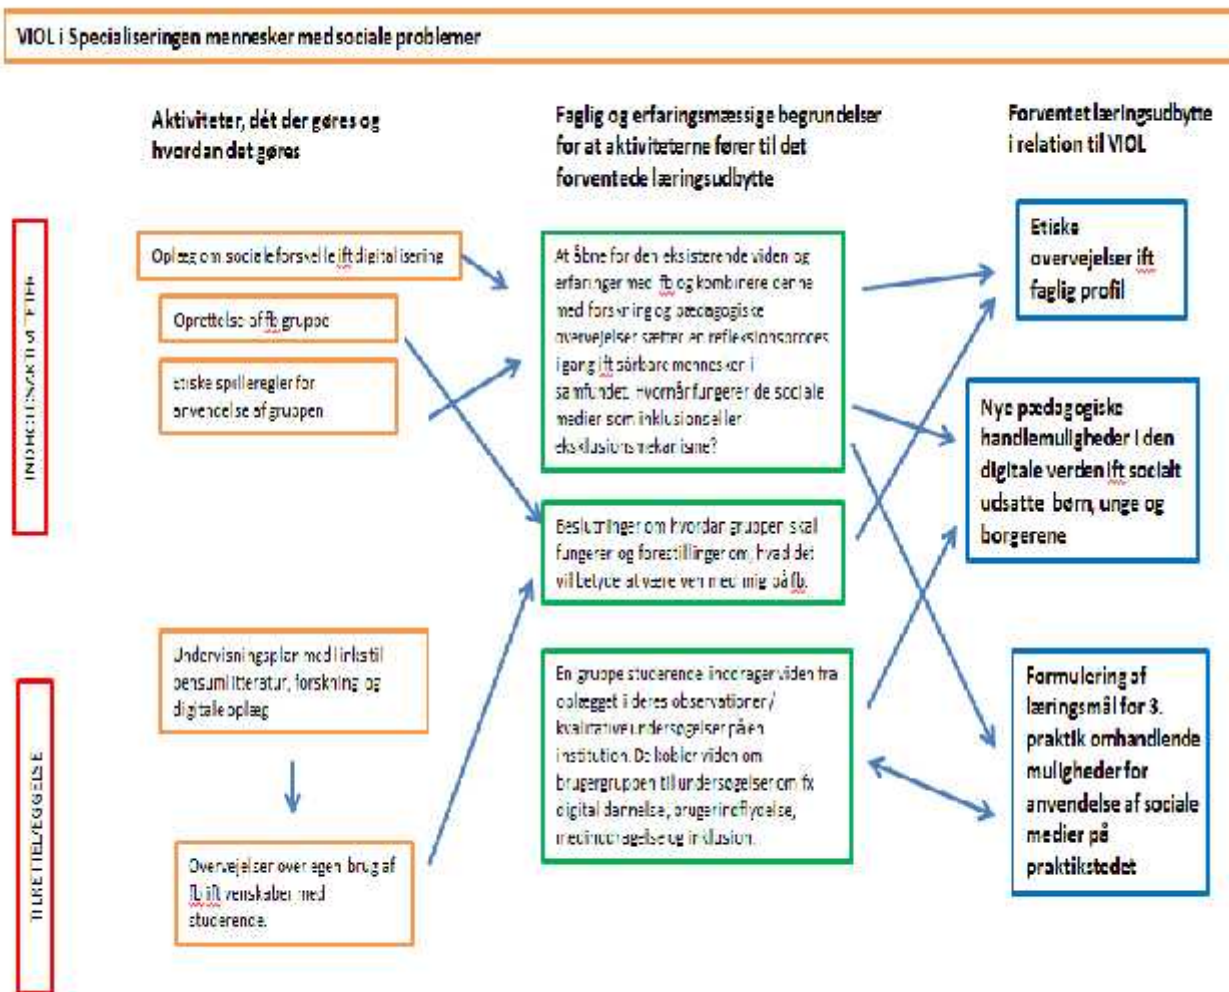 VIOL i Specialiseringen mennesker med sociale problemer
Aktiviteter, dét der gøres og
hvordan det gøres
Faglig og erfaringsmæssige begrundelser
for at aktiviteterne fører til det
forventede læringsudbytte
Forventet læringsudbytte
i relation til VIOL
INDHOLDSAKTIVITETER
Oplæg om sociale forskelle ift digitalisering
Oprettelse af fb gruppe
Etiske spilleregler for
anvendelse af gruppen
At åbne for den eksisterende viden og
erfaringer med fb og kombinere denne
med forskning og pædagogiske
overvejelser sætter en refleksionsproces
i gang ift sårbare mennesker i
samfundet. Hvornår fungerer de sociale
medier som inklusionseller
eksklusionsmekanisme?
Beslutninger om hvordan gruppen skal
fungerer og forestillinger om, hvad det
vil betyde at være ven med mig på fb.
Etiske
overvejelser ift
faglig profil
Nye pædagogiske
handlemuligheder i den
digitale verden ift socialt
udsatte børn, unge og
borgerene
TILRETTELÆGGELSE
Undervisningsplan med links til
pensumlitteratur, forskning og
digitale oplæg
Overvejelser over egen brug af
fb ift venskaber med
studerende.
En gruppe studerende inddrager viden fra
oplægget i deres observationer /
kvalitative undersøgelser på en
institution. De kobler viden om
brugergruppen til undersøgelser om fx
digital dannelse, brugerindflydelse,
medinddragelse og inklusion.
Formulering af
læringsmål for 3.
praktik omhandlende
muligheder for
anvendelse af sociale
medier på
praktikstedet